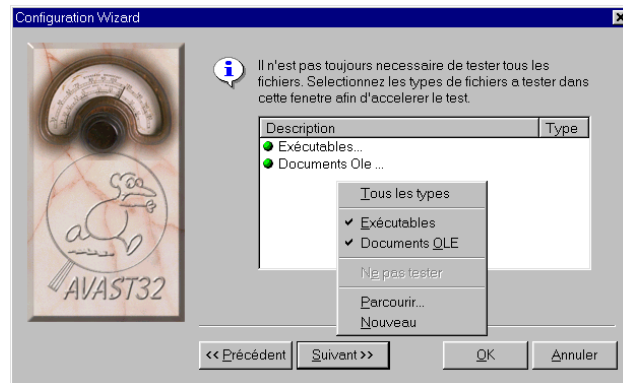 Configuration Wizard
Il n'est pas toujours necessaire de tester tous les
fichiers. Selectionnez les types de fichiers a tester dans
cette fenetre afin d'accelerer le test.
Description Type
Exécutables...
Documents Ole ...
Tous les types
Exécutables
Documents OLE
Ne pas tester
Parcourir...
Nouveau
AVAST32
<< Précédent Suivant >> OK Annuler